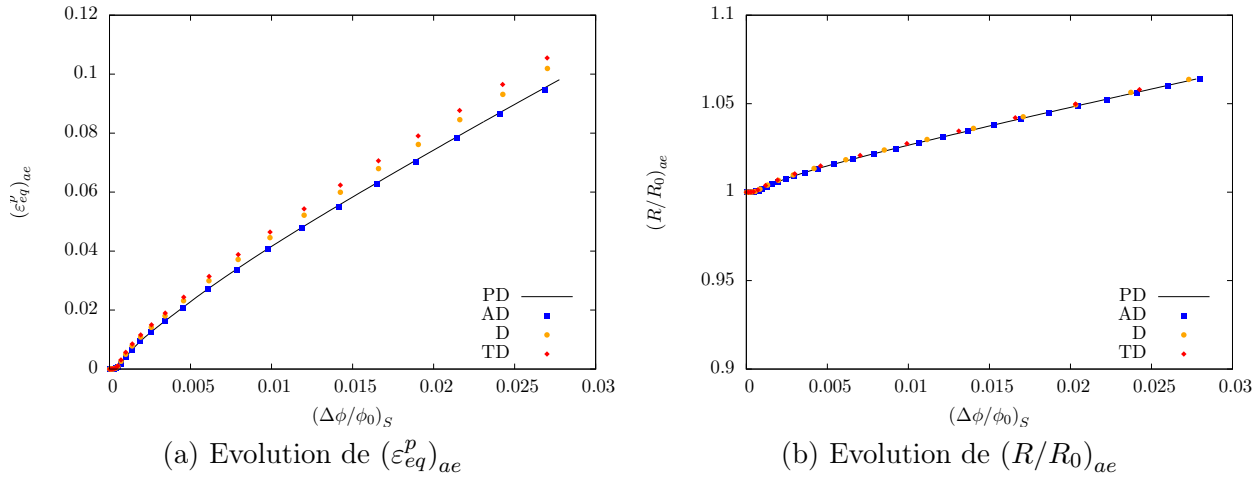 0.12
0.1
0.08
0.06
0.04
0.02
0
(ε^p_eq)_ae
PD
AD
D
TD
0 0.005 0.01 0.015 0.02 0.025 0.03
(Δϕ/ϕ_0)_S
(a) Evolution de (ε^p_eq)_ae
1.1
1.05
1
0.95
0.9
(R/R_0)_ae
PD
AD
D
TD
0 0.005 0.01 0.015 0.02 0.025 0.03
(Δϕ/ϕ_0)_S
(b) Evolution de (R/R_0)_ae